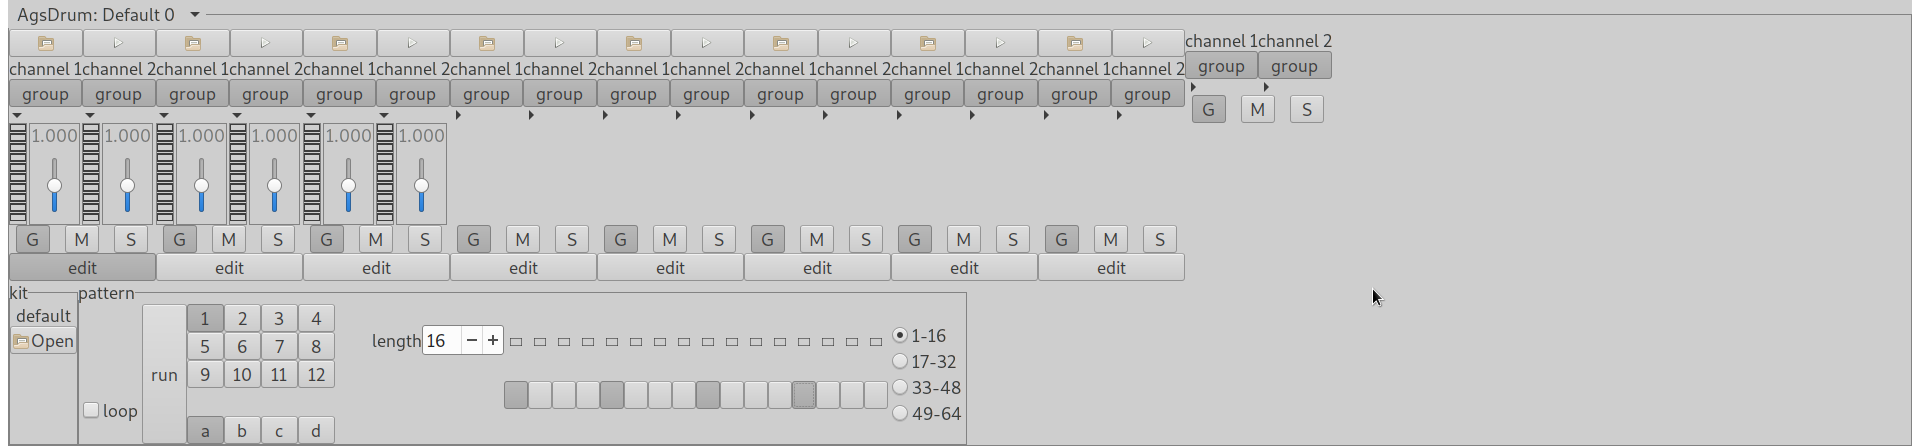 AgsDrum: Default 0
channel 1channel 2
channel 1channel 2channel 1channel 2channel 1channel 2channel 1channel 2channel 1channel 2channel 1channel 2channel 1channel 2channel 1channel 2
group group
group group group group group group group group group group group group group group group group
G M S
1.000 1.000 1.000 1.000 1.000 1.000
G M S G M S G M S G M S G M S G M S G M S G M S
edit edit edit edit edit edit edit edit
kit pattern
default
Open
run
loop
1 2 3 4
5 6 7 8
9 10 11 12
a b c d
length 16 − +
1-16
17-32
33-48
49-64